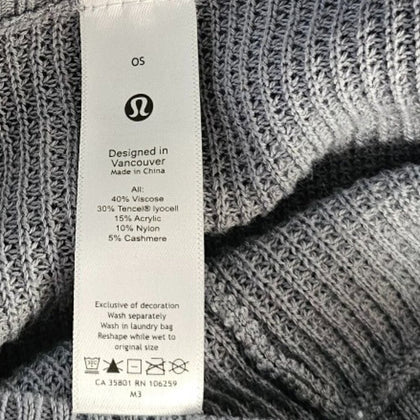 OS
Designed in
Vancouver
Made in China
All:
40% Viscose
30% Tencel® lyocell
15% Acrylic
10% Nylon
5% Cashmere
Exclusive of decoration
Wash separately
Wash in laundry bag
Reshape while wet to
original size
CA 35801 RN 106259
M3